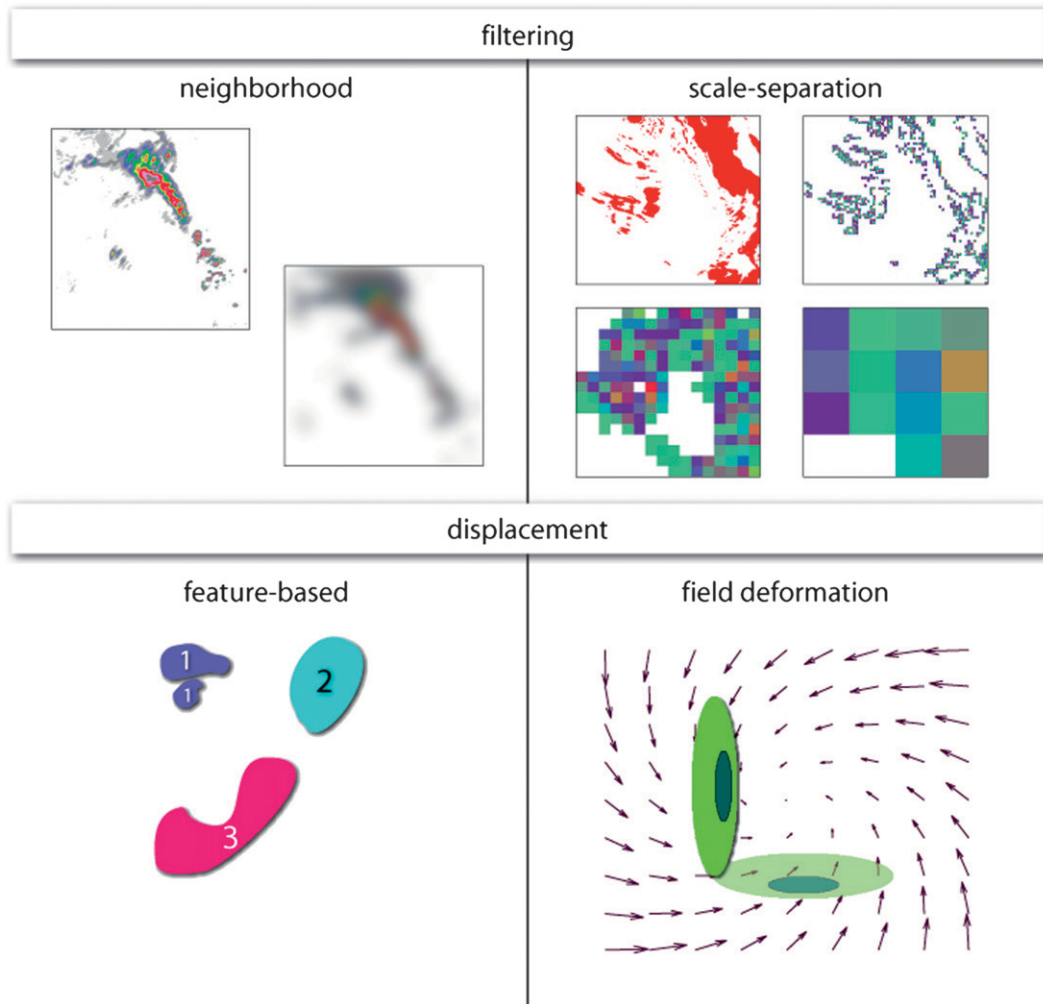 filtering
neighborhood
scale-separation
displacement
feature-based
field deformation
1
1
2
3